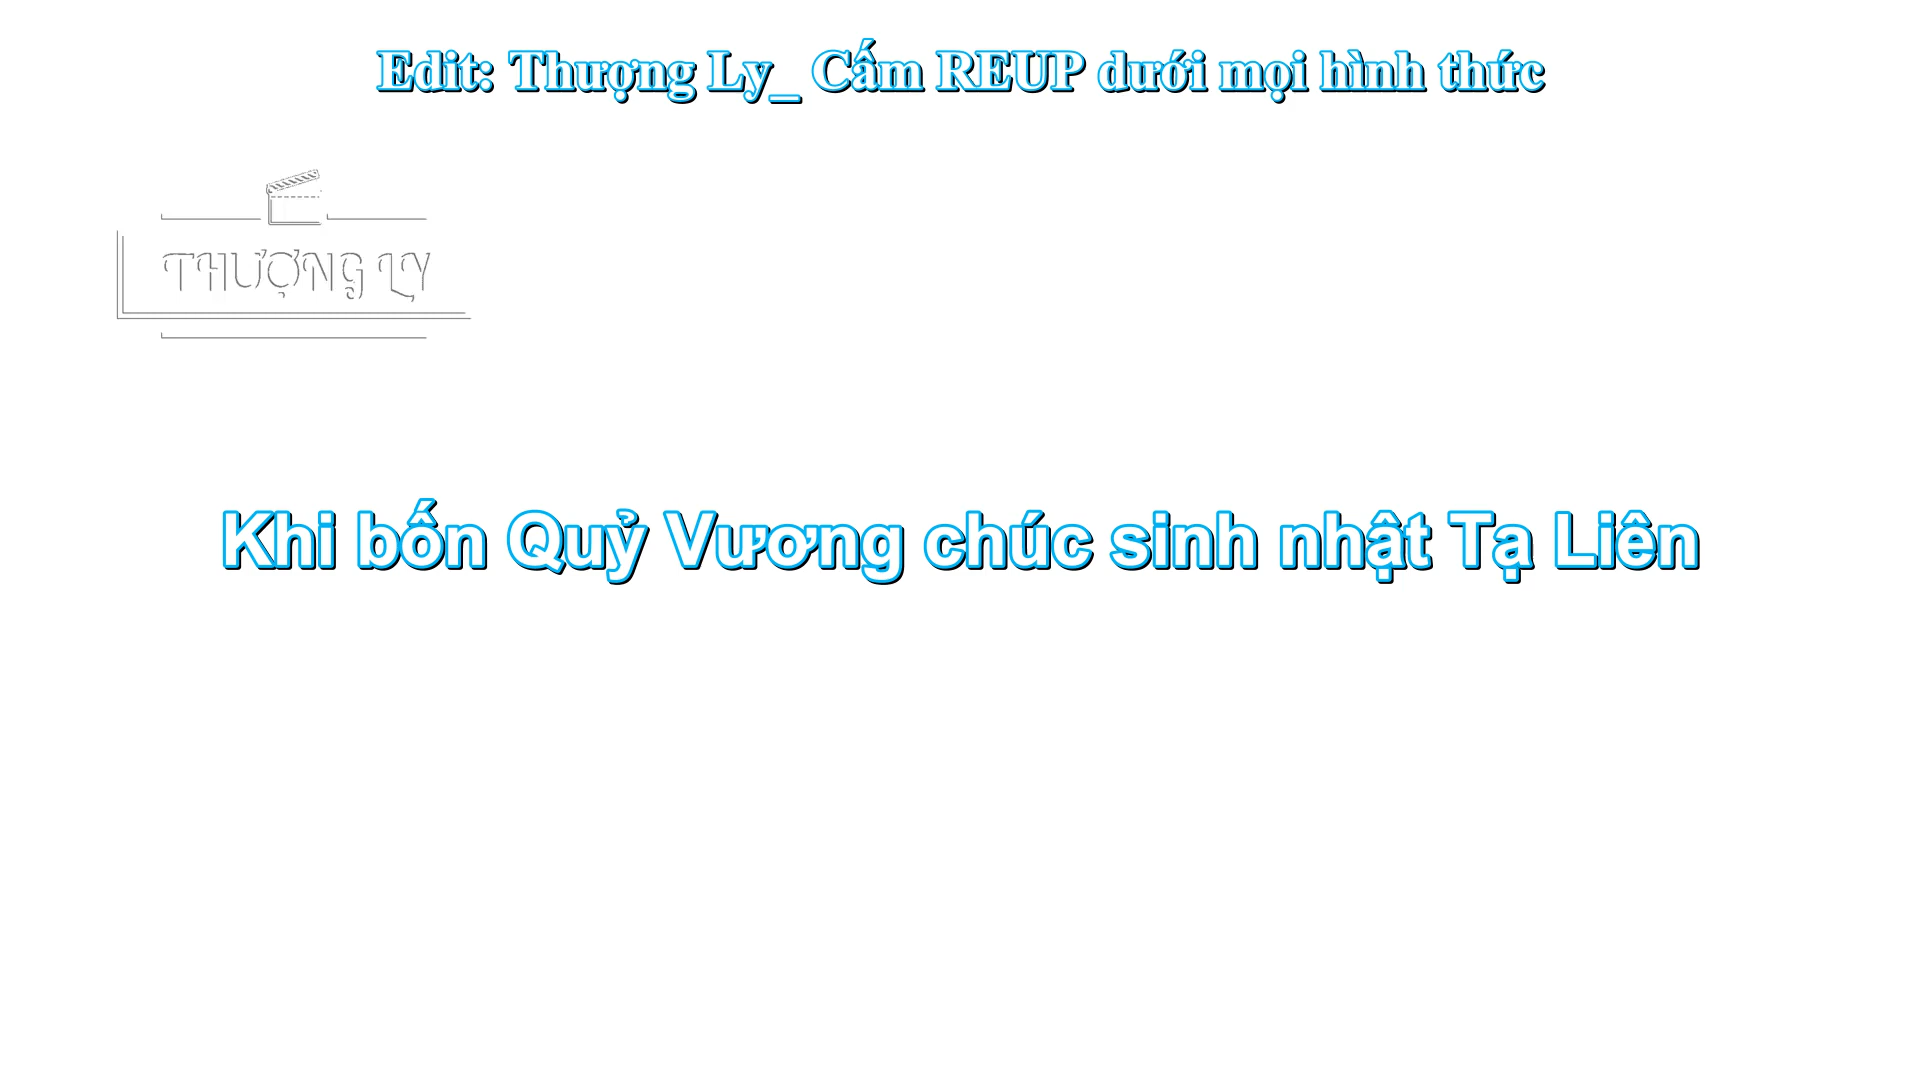 Edit: Thượng Ly_ Cấm REUP dưới mọi hình thức
THƯỢNG LY
Khi bốn Quỷ Vương chúc sinh nhật Tạ Liên